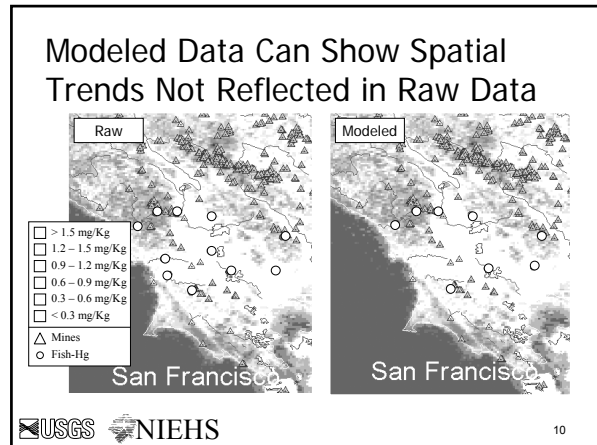 Modeled Data Can Show Spatial
Trends Not Reflected in Raw Data
Raw
Modeled
> 1.5 mg/Kg
1.2 – 1.5 mg/Kg
0.9 – 1.2 mg/Kg
0.6 – 0.9 mg/Kg
0.3 – 0.6 mg/Kg
< 0.3 mg/Kg
Mines
Fish-Hg
San Francisco
San Francisco
USGS NIEHS
10